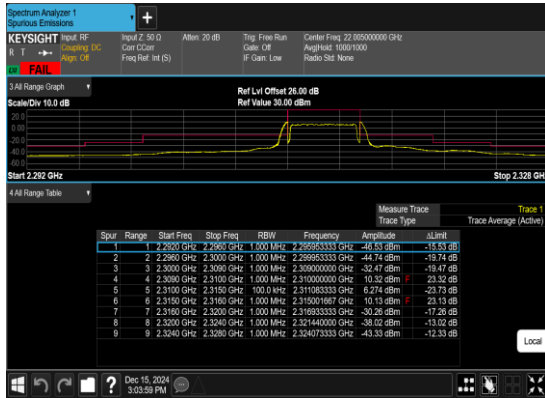 Spectrum Analyzer 1
Spurious Emissions
+
KEYSIGHT Input: RF Input Z: 50 Ω Atten: 20 dB Trig: Free Run Center Freq: 22.005000000 GHz
R T Coupling: DC Corr CCorr Gate: Off Avg|Hold: 1000/1000
Align: Off Freq Ref: Int (S) IF Gain: Low Radio Std: None
FAIL
3 All Range Graph
Ref Lvl Offset 26.00 dB
Scale/Div 10.0 dB Ref Value 30.00 dBm
20.0
0.00
-20.0
-40.0
-60.0
Start 2.292 GHz Stop 2.328 GH
4 All Range Table
Measure Trace Trace 1
Trace Type Trace Average (Active)
Spur Range Start Freq Stop Freq RBW Frequency Amplitude ΔLimit
1 1 2.2920 GHz 2.2960 GHz 1.000 MHz 2.295953333 GHz -46.53 dBm -15.53 dB
2 2 2.2960 GHz 2.3000 GHz 1.000 MHz 2.299953333 GHz -44.74 dBm -19.74 dB
3 3 2.3000 GHz 2.3090 GHz 1.000 MHz 2.309000000 GHz -32.47 dBm -19.47 dB
4 4 2.3090 GHz 2.3100 GHz 1.000 MHz 2.310000000 GHz 10.32 dBm F 23.32 dB
5 5 2.3100 GHz 2.3150 GHz 100.0 kHz 2.311083333 GHz 6.274 dBm -23.73 dB
6 6 2.3150 GHz 2.3160 GHz 1.000 MHz 2.315001667 GHz 10.13 dBm F 23.13 dB
7 7 2.3160 GHz 2.3200 GHz 1.000 MHz 2.316933333 GHz -30.26 dBm -17.26 dB
8 8 2.3200 GHz 2.3240 GHz 1.000 MHz 2.321440000 GHz -38.02 dBm -13.02 dB
9 9 2.3240 GHz 2.3280 GHz 1.000 MHz 2.324073333 GHz -43.33 dBm -12.33 dB
Local
? Dec 15, 2024
3:03:59 PM